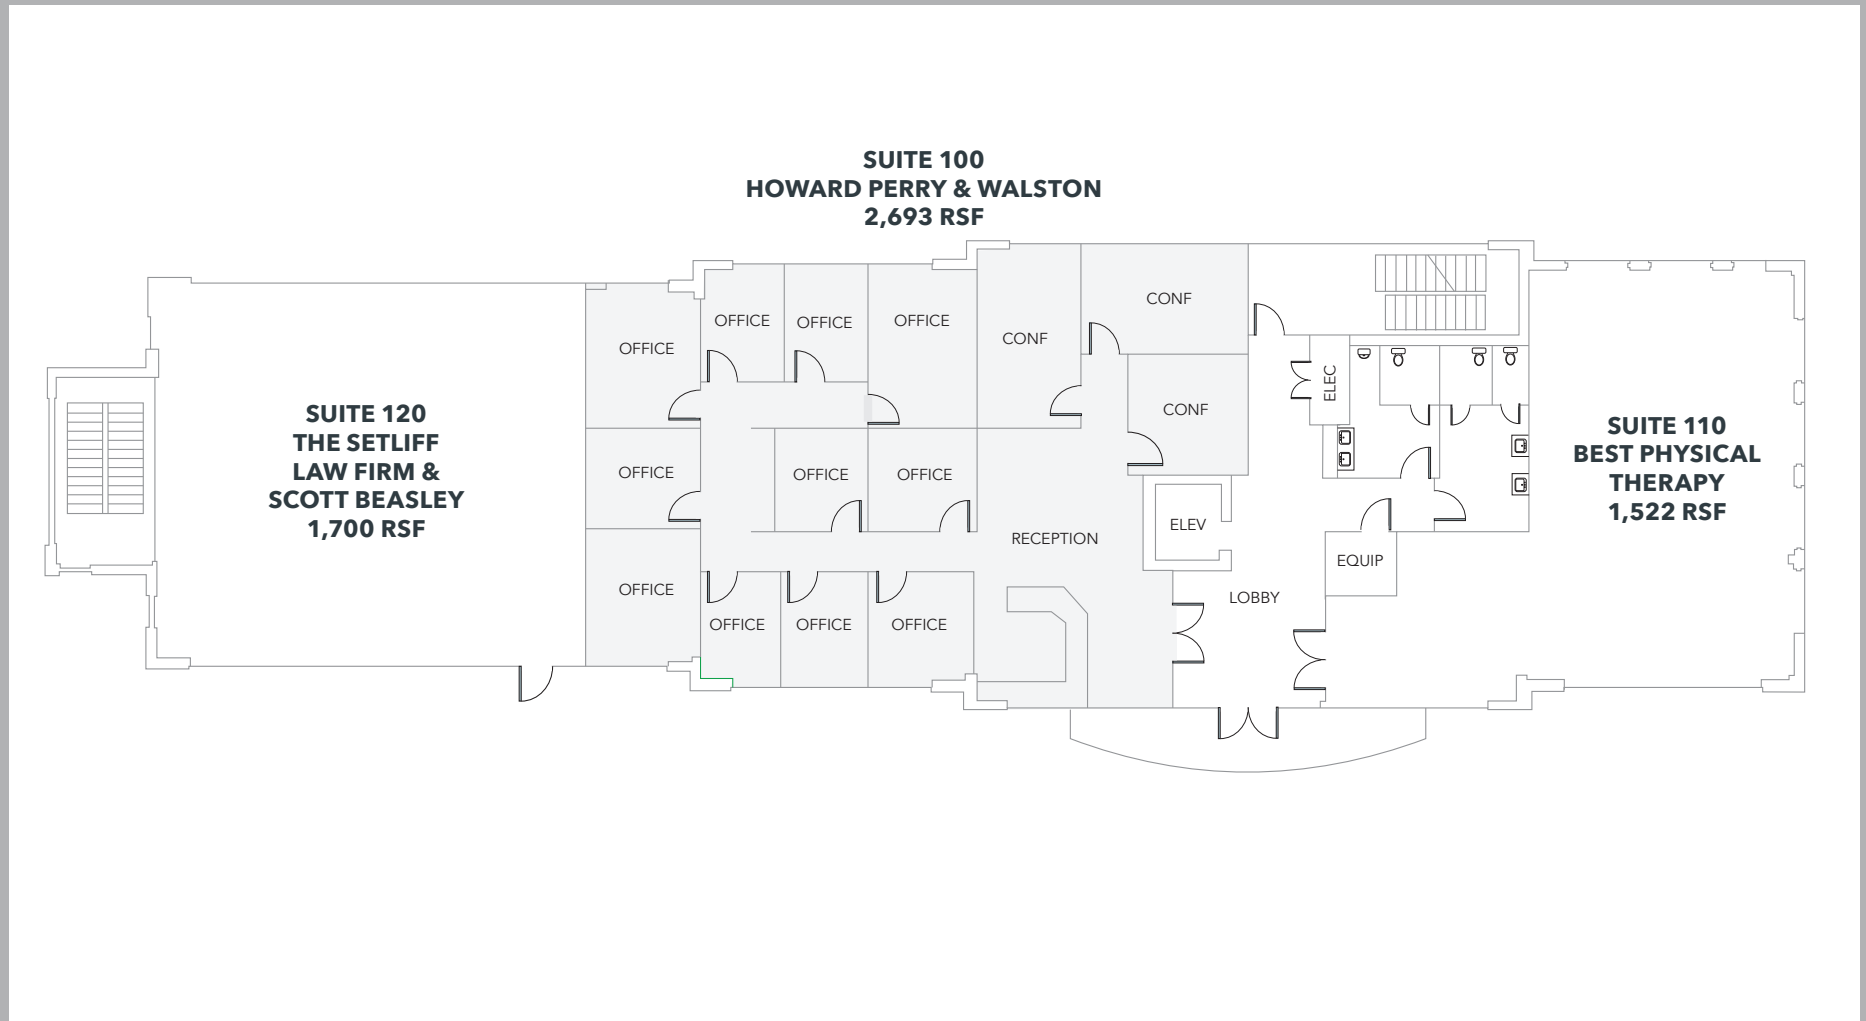 SUITE 100
HOWARD PERRY & WALSTON
2,693 RSF
CONF
OFFICE
OFFICE
OFFICE
CONF
OFFICE
ELEC
CONF
SUITE 120
THE SETLIFF
LAW FIRM &
SCOTT BEASLEY
1,700 RSF
SUITE 110
BEST PHYSICAL
THERAPY
1,522 RSF
OFFICE
OFFICE
OFFICE
ELEV
RECEPTION
EQUIP
OFFICE
LOBBY
OFFICE
OFFICE
OFFICE